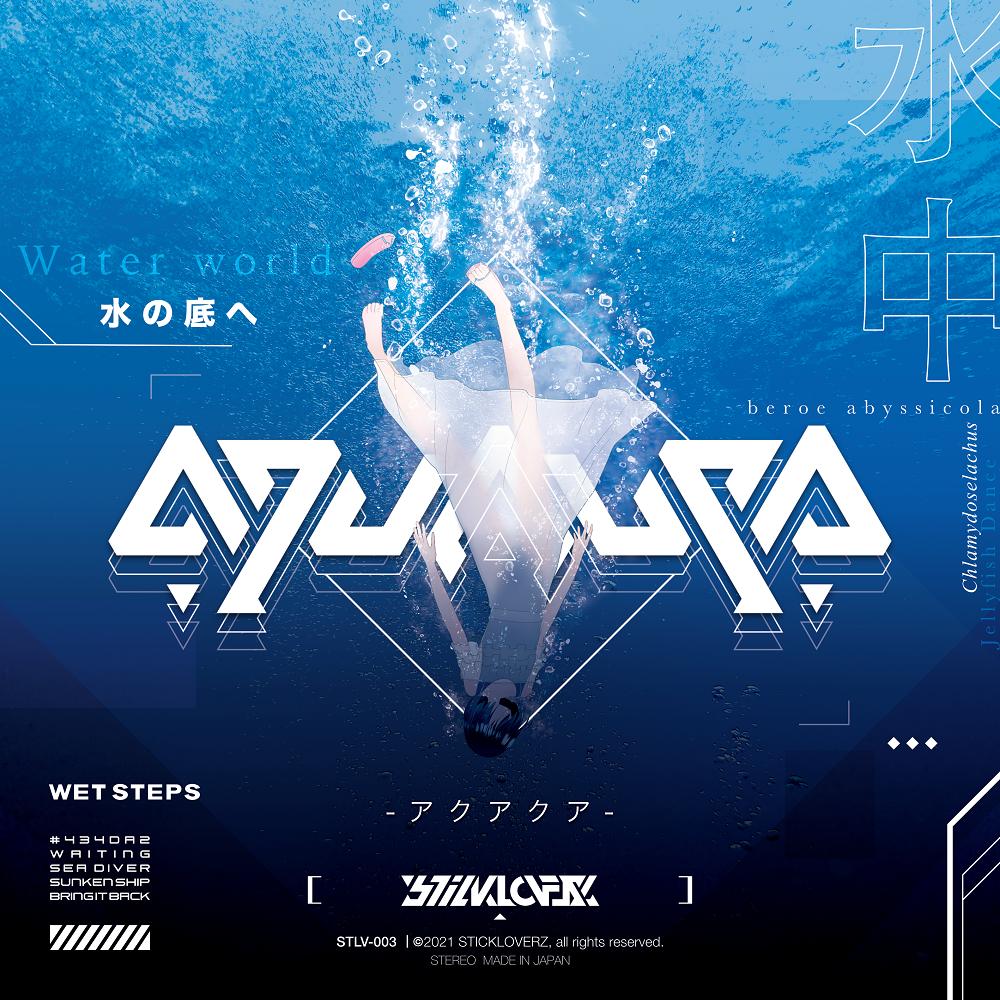 水中
Water world
水の底へ
beroe abyssicola
Chlamydoselachus
Jellyfish Dance
aquAuqa
WET STEPS
-アクアクア-
#434DA2
WAITING
SEA DIVER
SUNKEN SHIP
BRING IT BACK
[STICKLOVERZ]
STLV-003 | ©2021 STICKLOVERZ, all rights reserved.
STEREO MADE IN JAPAN